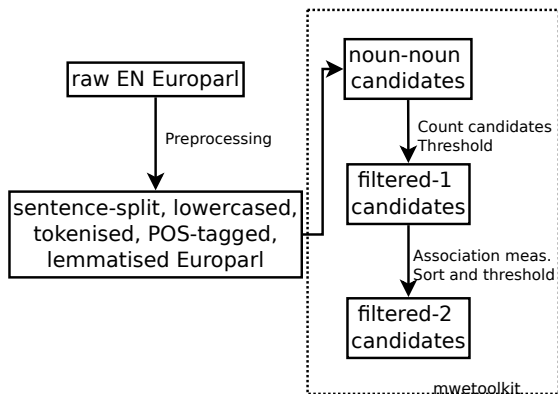 raw EN Europarl
Preprocessing
sentence-split, lowercased,
tokenised, POS-tagged,
lemmatised Europarl
noun-noun
candidates
Count candidates
Threshold
filtered-1
candidates
Association meas.
Sort and threshold
filtered-2
candidates
mwetoolkit